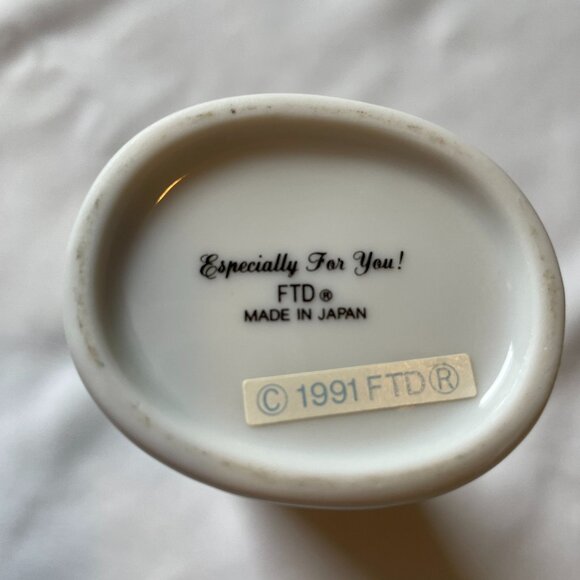 Especially For You!
FTD®
MADE IN JAPAN
© 1991 FTD®